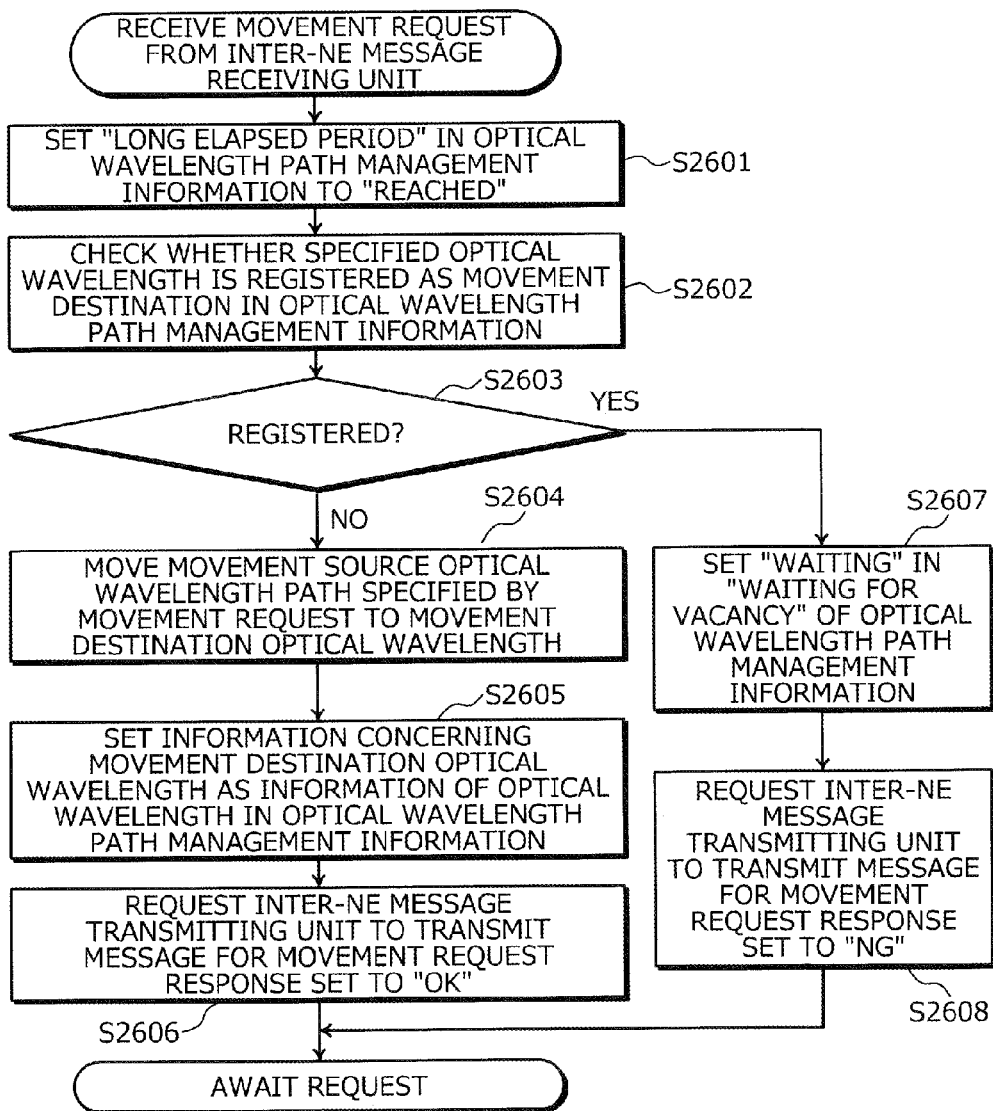 RECEIVE MOVEMENT REQUEST
FROM INTER-NE MESSAGE
RECEIVING UNIT
SET "LONG ELAPSED PERIOD" IN OPTICAL
WAVELENGTH PATH MANAGEMENT
INFORMATION TO "REACHED"
S2601
CHECK WHETHER SPECIFIED OPTICAL
WAVELENGTH IS REGISTERED AS MOVEMENT
DESTINATION IN OPTICAL WAVELENGTH
PATH MANAGEMENT INFORMATION
S2602
S2603
REGISTERED?
YES
NO
S2604
MOVE MOVEMENT SOURCE OPTICAL
WAVELENGTH PATH SPECIFIED BY
MOVEMENT REQUEST TO MOVEMENT
DESTINATION OPTICAL WAVELENGTH
S2605
SET INFORMATION CONCERNING
MOVEMENT DESTINATION OPTICAL
WAVELENGTH AS INFORMATION OF OPTICAL
WAVELENGTH IN OPTICAL WAVELENGTH
PATH MANAGEMENT INFORMATION
REQUEST INTER-NE MESSAGE
TRANSMITTING UNIT TO TRANSMIT
MESSAGE FOR MOVEMENT REQUEST
RESPONSE SET TO "OK"
S2606
S2607
SET "WAITING" IN
"WAITING FOR
VACANCY" OF OPTICAL
WAVELENGTH PATH
MANAGEMENT
INFORMATION
REQUEST INTER-NE
MESSAGE
TRANSMITTING UNIT
TO TRANSMIT MESSAGE
FOR MOVEMENT
REQUEST RESPONSE
SET TO "NG"
S2608
AWAIT REQUEST